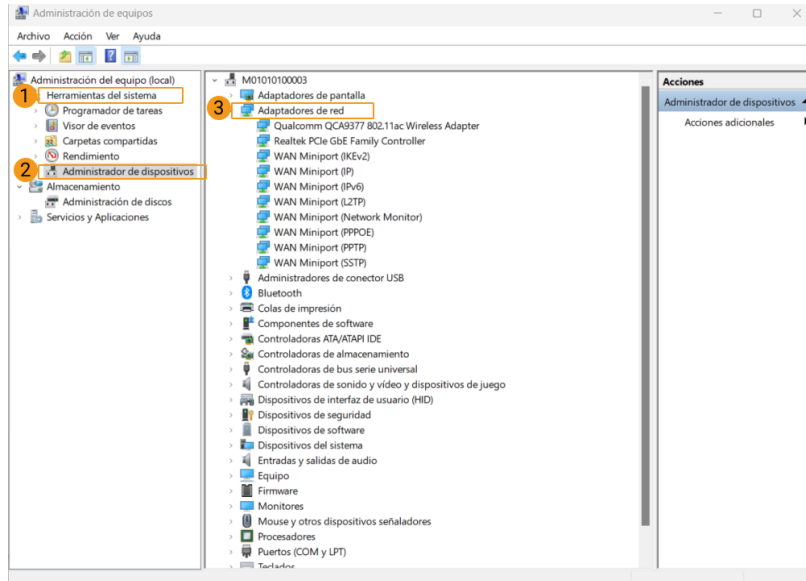 Administración de equipos
Archivo Acción Ver Ayuda
Administración del equipo (local)
1 Herramientas del sistema
Programador de tareas
Visor de eventos
Carpetas compartidas
Rendimiento
2 Administrador de dispositivos
Almacenamiento
Administración de discos
Servicios y Aplicaciones
M01010100003
Adaptadores de pantalla
3 Adaptadores de red
Qualcomm QCA9377 802.11ac Wireless Adapter
Realtek PCIe GbE Family Controller
WAN Miniport (IKEv2)
WAN Miniport (IP)
WAN Miniport (IPv6)
WAN Miniport (L2TP)
WAN Miniport (Network Monitor)
WAN Miniport (PPPOE)
WAN Miniport (PPTP)
WAN Miniport (SSTP)
Administradores de conector USB
Bluetooth
Colas de impresión
Componentes de software
Controladoras ATA/ATAPI IDE
Controladoras de almacenamiento
Controladoras de bus serie universal
Controladoras de sonido y vídeo y dispositivos de juego
Dispositivos de interfaz de usuario (HID)
Dispositivos de seguridad
Dispositivos de software
Dispositivos del sistema
Entradas y salidas de audio
Equipo
Firmware
Monitores
Mouse y otros dispositivos señaladores
Procesadores
Puertos (COM y LPT)
Teclados
Acciones
Administrador de dispositivos
Acciones adicionales